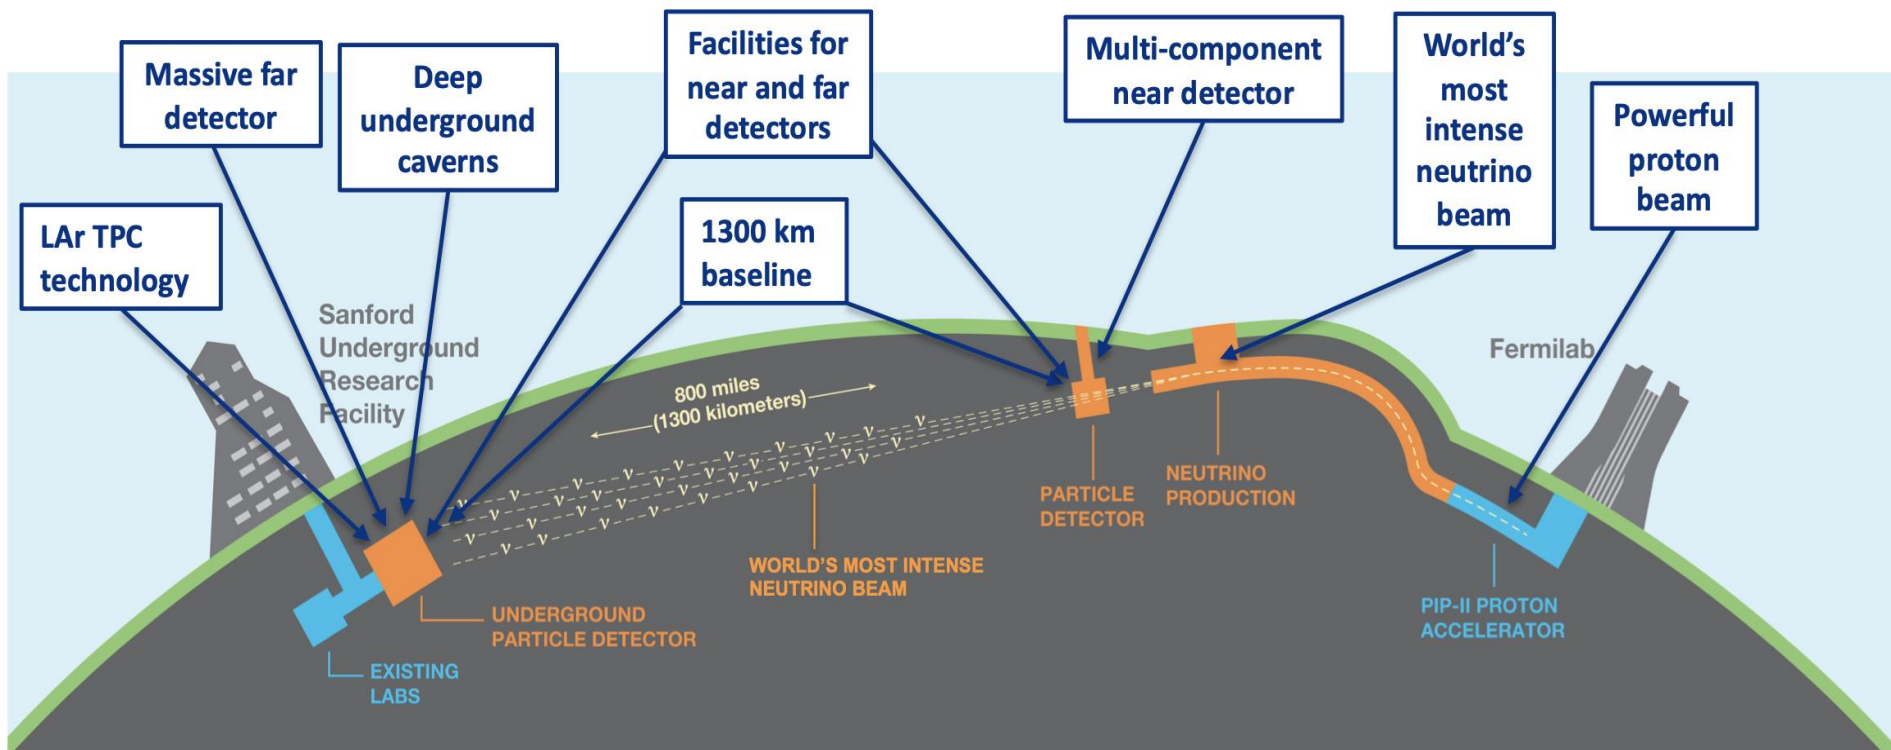 Massive far
detector
Deep
underground
caverns
Facilities for
near and far
detectors
Multi-component
near detector
World’s
most
intense
neutrino
beam
Powerful
proton
beam
LAr TPC
technology
1300 km
baseline
Sanford
Underground
Research
Facility
Fermilab
800 miles
(1300 kilometers)
ν ν ν ν ν ν ν ν ν
ν ν ν ν ν ν ν ν ν
ν ν ν ν ν ν ν ν
ν ν ν ν ν ν ν ν
PARTICLE
DETECTOR
NEUTRINO
PRODUCTION
WORLD’S MOST INTENSE
NEUTRINO BEAM
UNDERGROUND
PARTICLE DETECTOR
PIP-II PROTON
ACCELERATOR
EXISTING
LABS